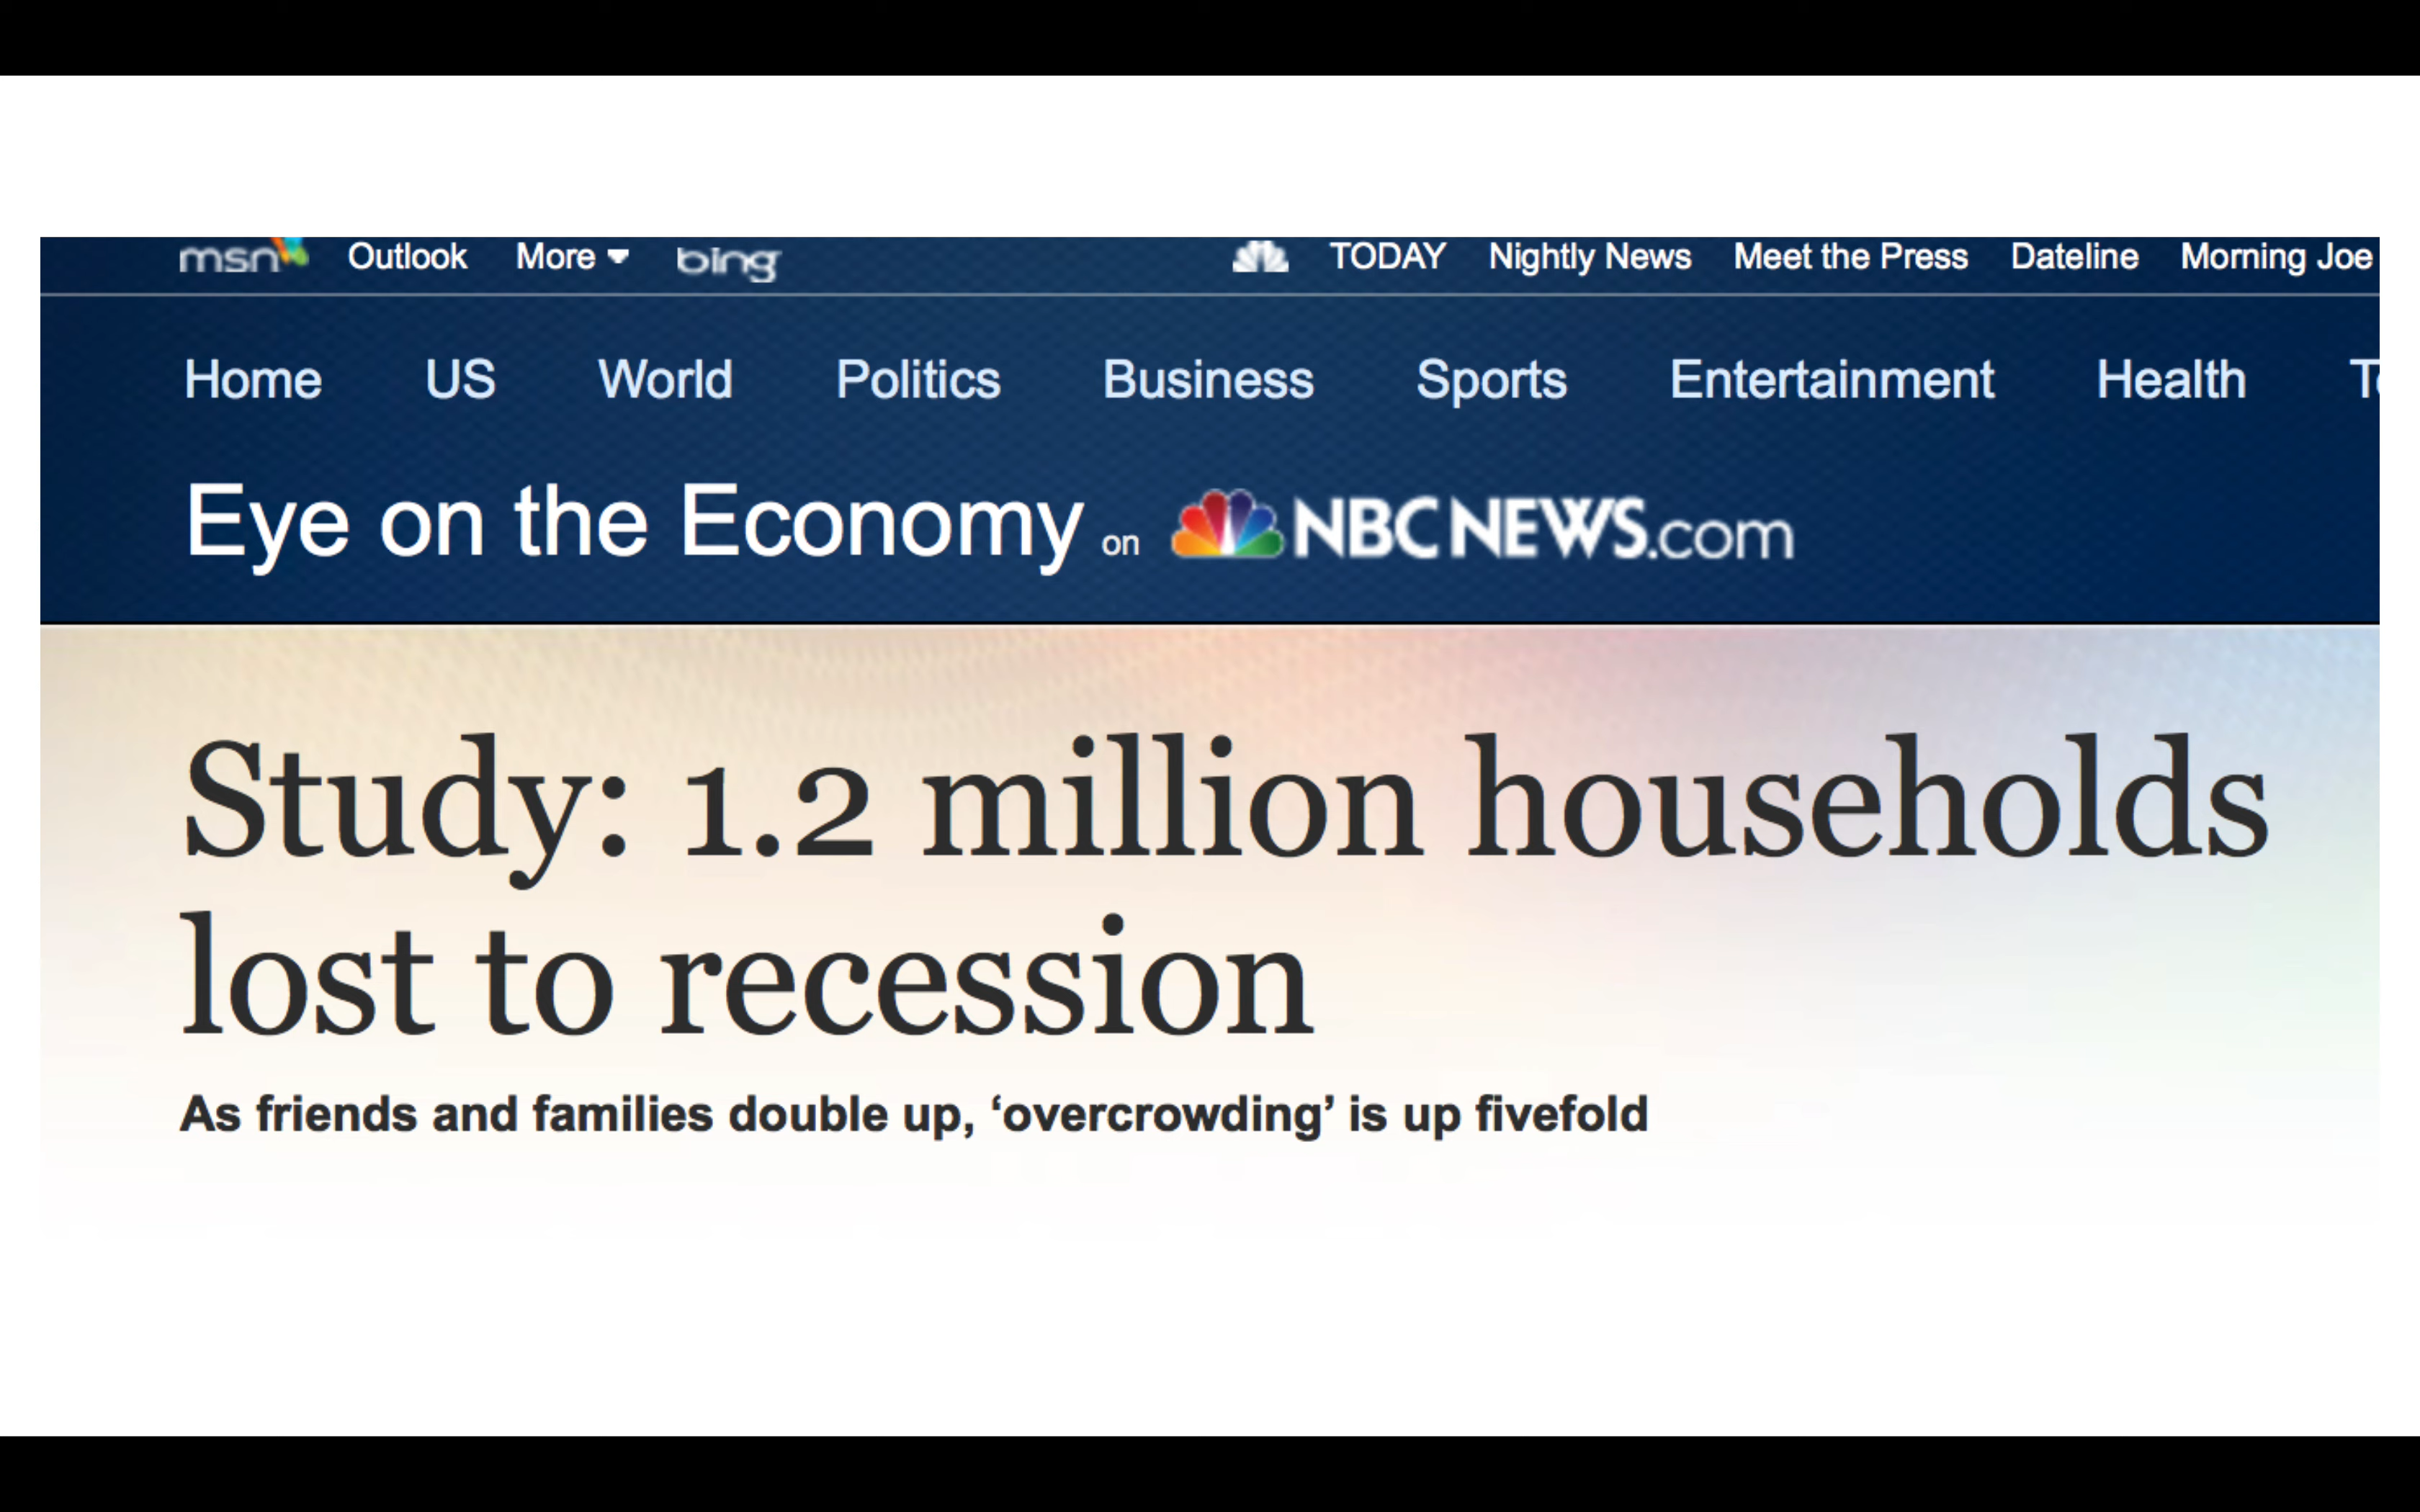 msn Outlook More bing TODAY Nightly News Meet the Press Dateline Morning Joe
Home US World Politics Business Sports Entertainment Health
Eye on the Economy on NBC NEWS.com
Study: 1.2 million households
lost to recession
As friends and families double up, ‘overcrowding’ is up fivefold